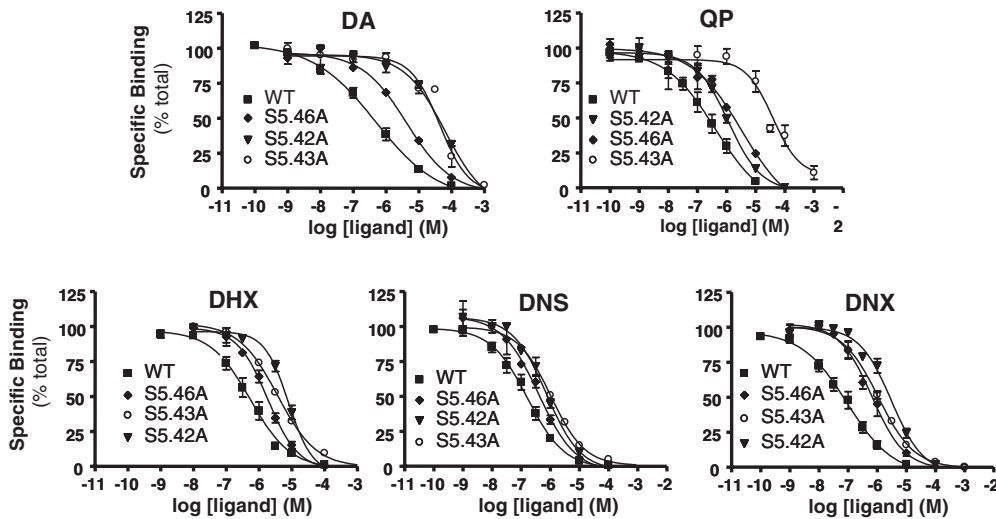 DA
Specific Binding
(% total)
125
100
75
50
25
0
WT
S5.46A
S5.42A
S5.43A
-11 -10 -9 -8 -7 -6 -5 -4 -3
log [ligand] (M)
QP
125
100
75
50
25
0
WT
S5.42A
S5.46A
S5.43A
-11 -10 -9 -8 -7 -6 -5 -4 -3 -2
log [ligand] (M)
DHX
Specific Binding
(% total)
125
100
75
50
25
0
WT
S5.46A
S5.43A
S5.42A
-11 -10 -9 -8 -7 -6 -5 -4 -3 -2
log [ligand] (M)
DNS
125
100
75
50
25
0
WT
S5.46A
S5.42A
S5.43A
-11 -10 -9 -8 -7 -6 -5 -4 -3 -2
log [ligand] (M)
DNX
125
100
75
50
25
0
WT
S5.46A
S5.43A
S5.42A
-11 -10 -9 -8 -7 -6 -5 -4 -3 -2
log [ligand] (M)